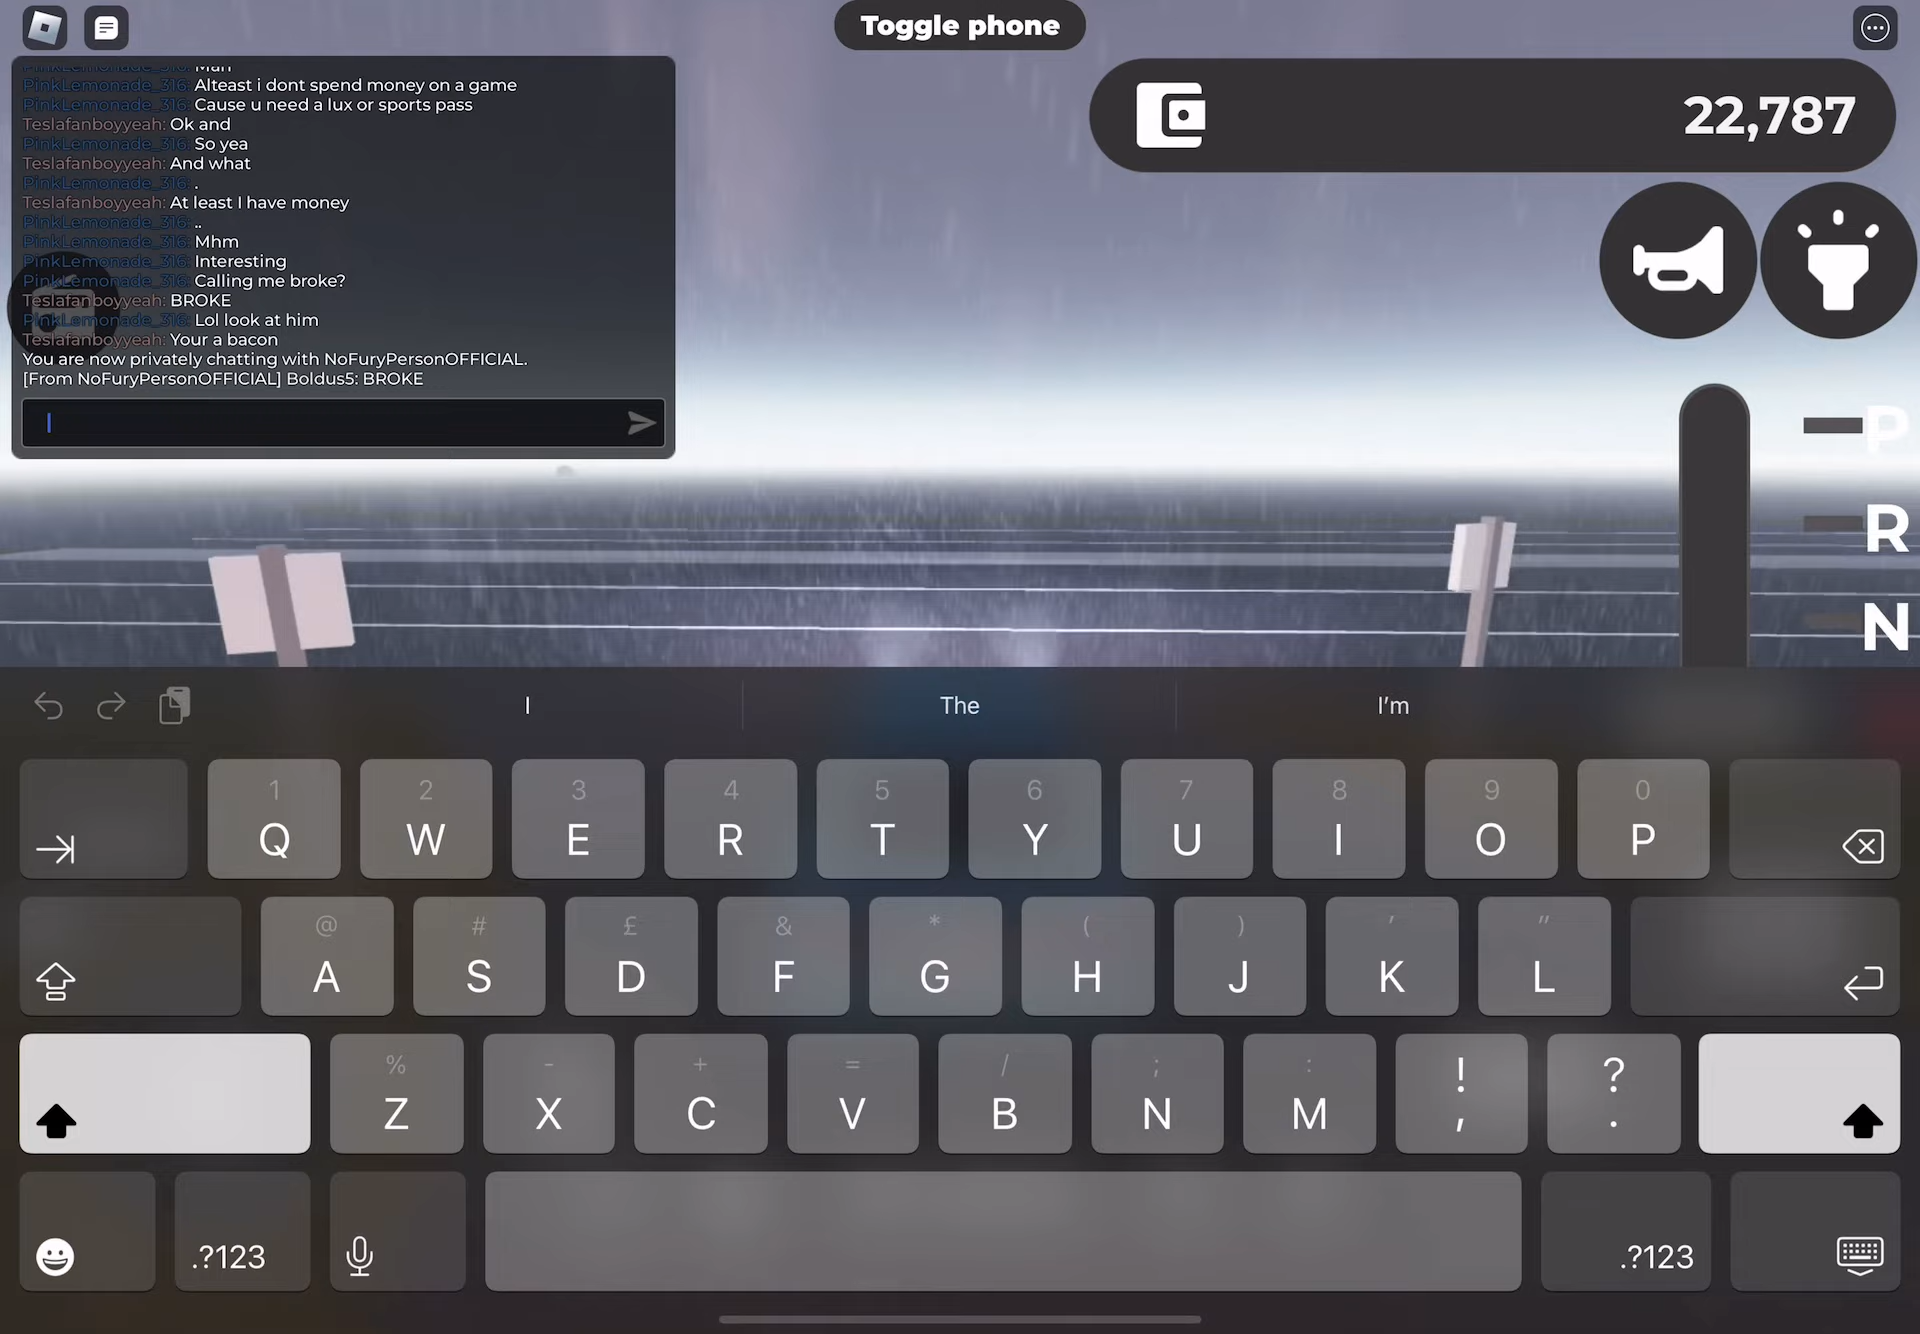 Toggle phone
PinkLemonade_316: Man
PinkLemonade_316: Alteast i dont spend money on a game
PinkLemonade_316: Cause u need a lux or sports pass
Teslafanboyyeah: Ok and
PinkLemonade_316: So yea
Teslafanboyyeah: And what
PinkLemonade_316: .
Teslafanboyyeah: At least I have money
PinkLemonade_316: ..
PinkLemonade_316: Mhm
PinkLemonade_316: Interesting
PinkLemonade_316: Calling me broke?
Teslafanboyyeah: BROKE
PinkLemonade_316: Lol look at him
Teslafanboyyeah: Your a bacon
You are now privately chatting with NoFuryPersonOFFICIAL.
[From NoFuryPersonOFFICIAL] Boldus5: BROKE
22,787
P
R
N
I The I'm
1 2 3 4 5 6 7 8 9 0
Q W E R T Y U I O P
@ # £ & * ( ) ' "
A S D F G H J K L
% - + = / ; : ! ?
Z X C V B N M , .
.?123 .?123